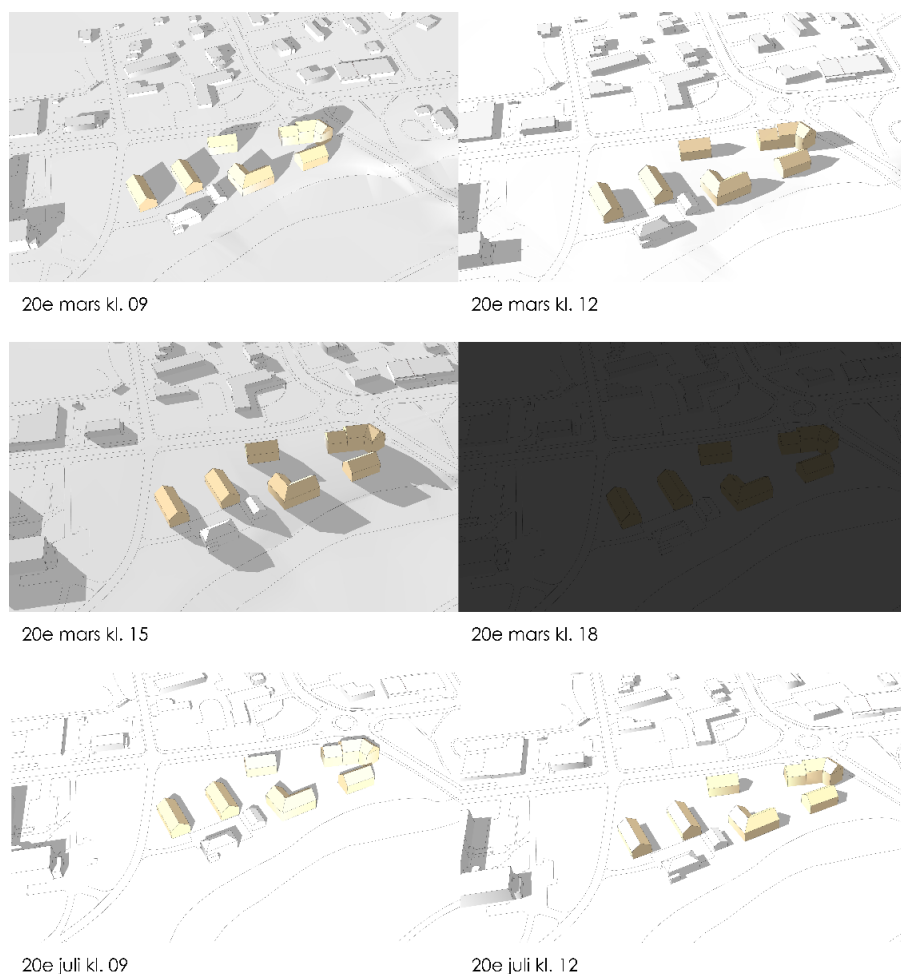 20e mars kl. 09
20e mars kl. 12
20e mars kl. 15
20e mars kl. 18
20e juli kl. 09
20e juli kl. 12